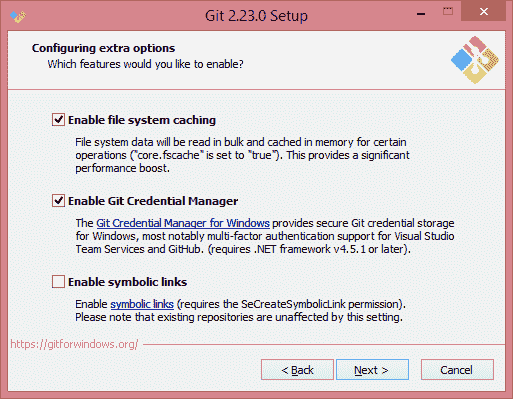 Git 2.23.0 Setup
Configuring extra options
Which features would you like to enable?
Enable file system caching
File system data will be read in bulk and cached in memory for certain
operations ("core.fscache" is set to "true"). This provides a significant
performance boost.
Enable Git Credential Manager
The Git Credential Manager for Windows provides secure Git credential storage
for Windows, most notably multi-factor authentication support for Visual Studio
Team Services and GitHub. (requires .NET framework v4.5.1 or later).
Enable symbolic links
Enable symbolic links (requires the SeCreateSymbolicLink permission).
Please note that existing repositories are unaffected by this setting.
https://gitforwindows.org/
< Back
Next >
Cancel